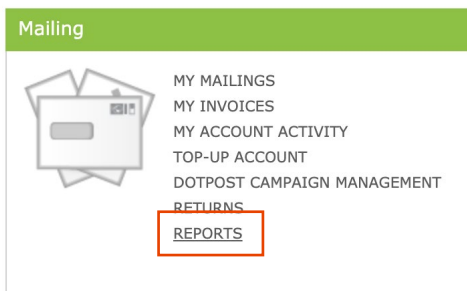 Mailing
MY MAILINGS
MY INVOICES
MY ACCOUNT ACTIVITY
TOP-UP ACCOUNT
DOTPOST CAMPAIGN MANAGEMENT
RETURNS
REPORTS